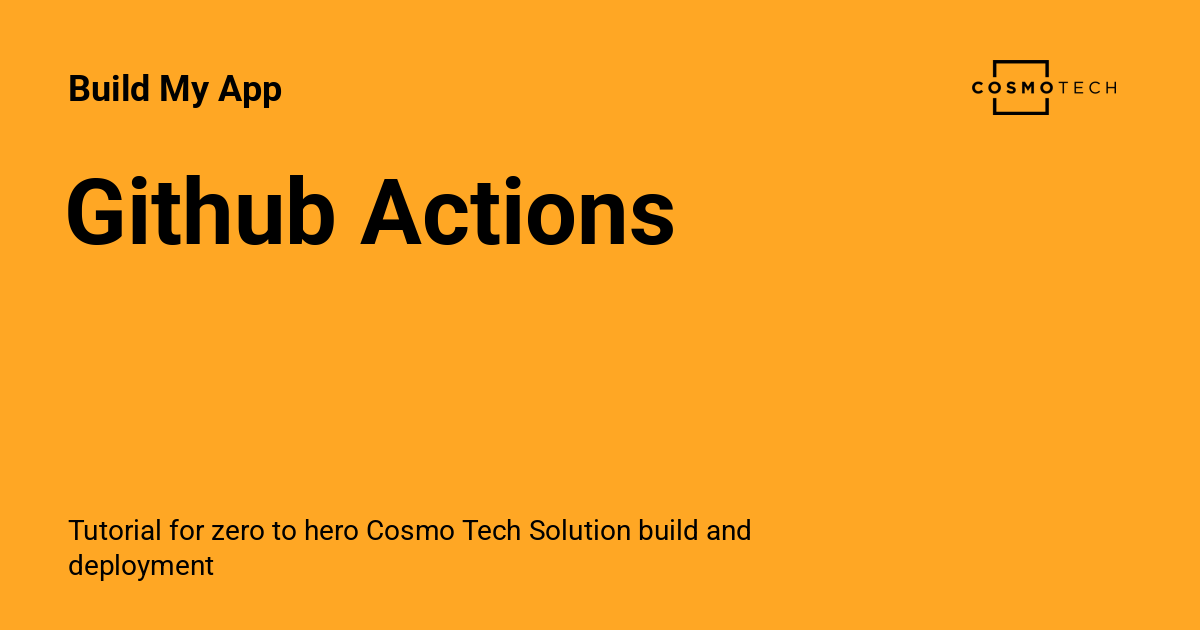 Build My App
COSMOTECH
Github Actions
Tutorial for zero to hero Cosmo Tech Solution build and
deployment